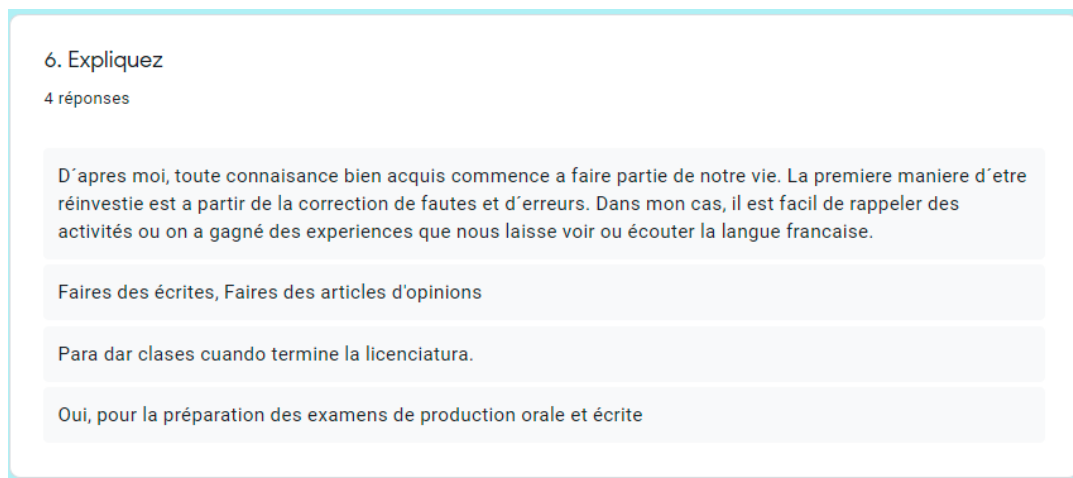 6. Expliquez
4 réponses
D´apres moi, toute connaisance bien acquis commence a faire partie de notre vie. La premiere maniere d´etre
réinvestie est a partir de la correction de fautes et d´erreurs. Dans mon cas, il est facil de rappeler des
activités ou on a gagné des experiences que nous laisse voir ou écouter la langue francaise.
Faires des écrites, Faires des articles d'opinions
Para dar clases cuando termine la licenciatura.
Oui, pour la préparation des examens de production orale et écrite